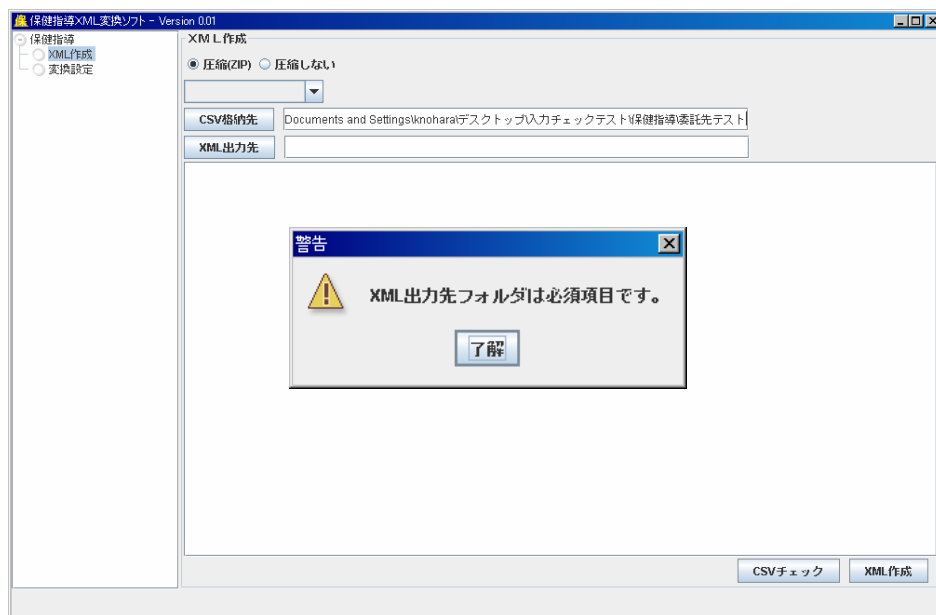 保健指導XML変換ソフト - Version 0.01
保健指導
XML作成
変換設定
XML作成
圧縮(ZIP) 圧縮しない
CSV格納先 Documents and Settings\knohara\デスクトップ\入力チェックテスト\保健指導\委託先テスト
XML出力先
警告
XML出力先フォルダは必須項目です。
了解
CSVチェック XML作成